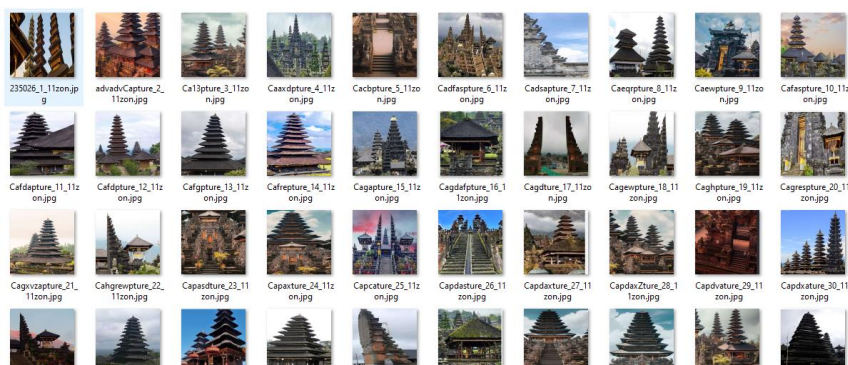 235026_1_11zon.jp
g
advadvCapture_2_
11zon.jpg
Ca13pture_3_11zo
n.jpg
Caaxdpture_4_11z
on.jpg
Cacbpture_5_11zo
n.jpg
Cadfaspture_6_11z
on.jpg
Cadsapture_7_11z
on.jpg
Caeqrpture_8_11z
on.jpg
Caewpture_9_11zo
n.jpg
Cafaspture_10_11z
on.jpg
Cafdapture_11_11z
on.jpg
Cafdpture_12_11z
on.jpg
Cafgpture_13_11z
on.jpg
Cafrepture_14_11z
on.jpg
Cagapture_15_11z
on.jpg
Cagdafpture_16_1
1zon.jpg
Cagdture_17_11zo
n.jpg
Cagewpture_18_11
zon.jpg
Caghpture_19_11z
on.jpg
Cagrespture_20_11
zon.jpg
Cagxvzapture_21_
11zon.jpg
Cahgrewpture_22_
11zon.jpg
Capasdture_23_11
zon.jpg
Capaxture_24_11z
on.jpg
Capcature_25_11z
on.jpg
Capdasture_26_11
zon.jpg
Capdaxture_27_11
zon.jpg
CapdaxZture_28_1
1zon.jpg
Capdvature_29_11
zon.jpg
Capdxature_30_11
zon.jpg